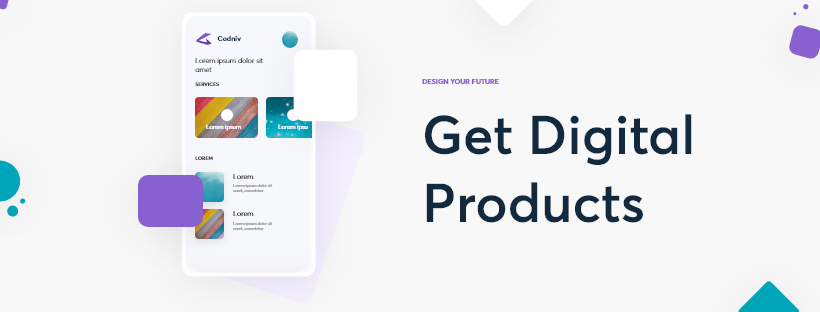 Codniv
Lorem ipsum dolor sit
amet
SERVICES
Lorem ipsum
Lorem ipsu
LOREM
Lorem
Lorem ipsum dolor sit
amet, consectetur
Lorem
Lorem ipsum dolor sit
amet, consectetur
DESIGN YOUR FUTURE
Get Digital
Products